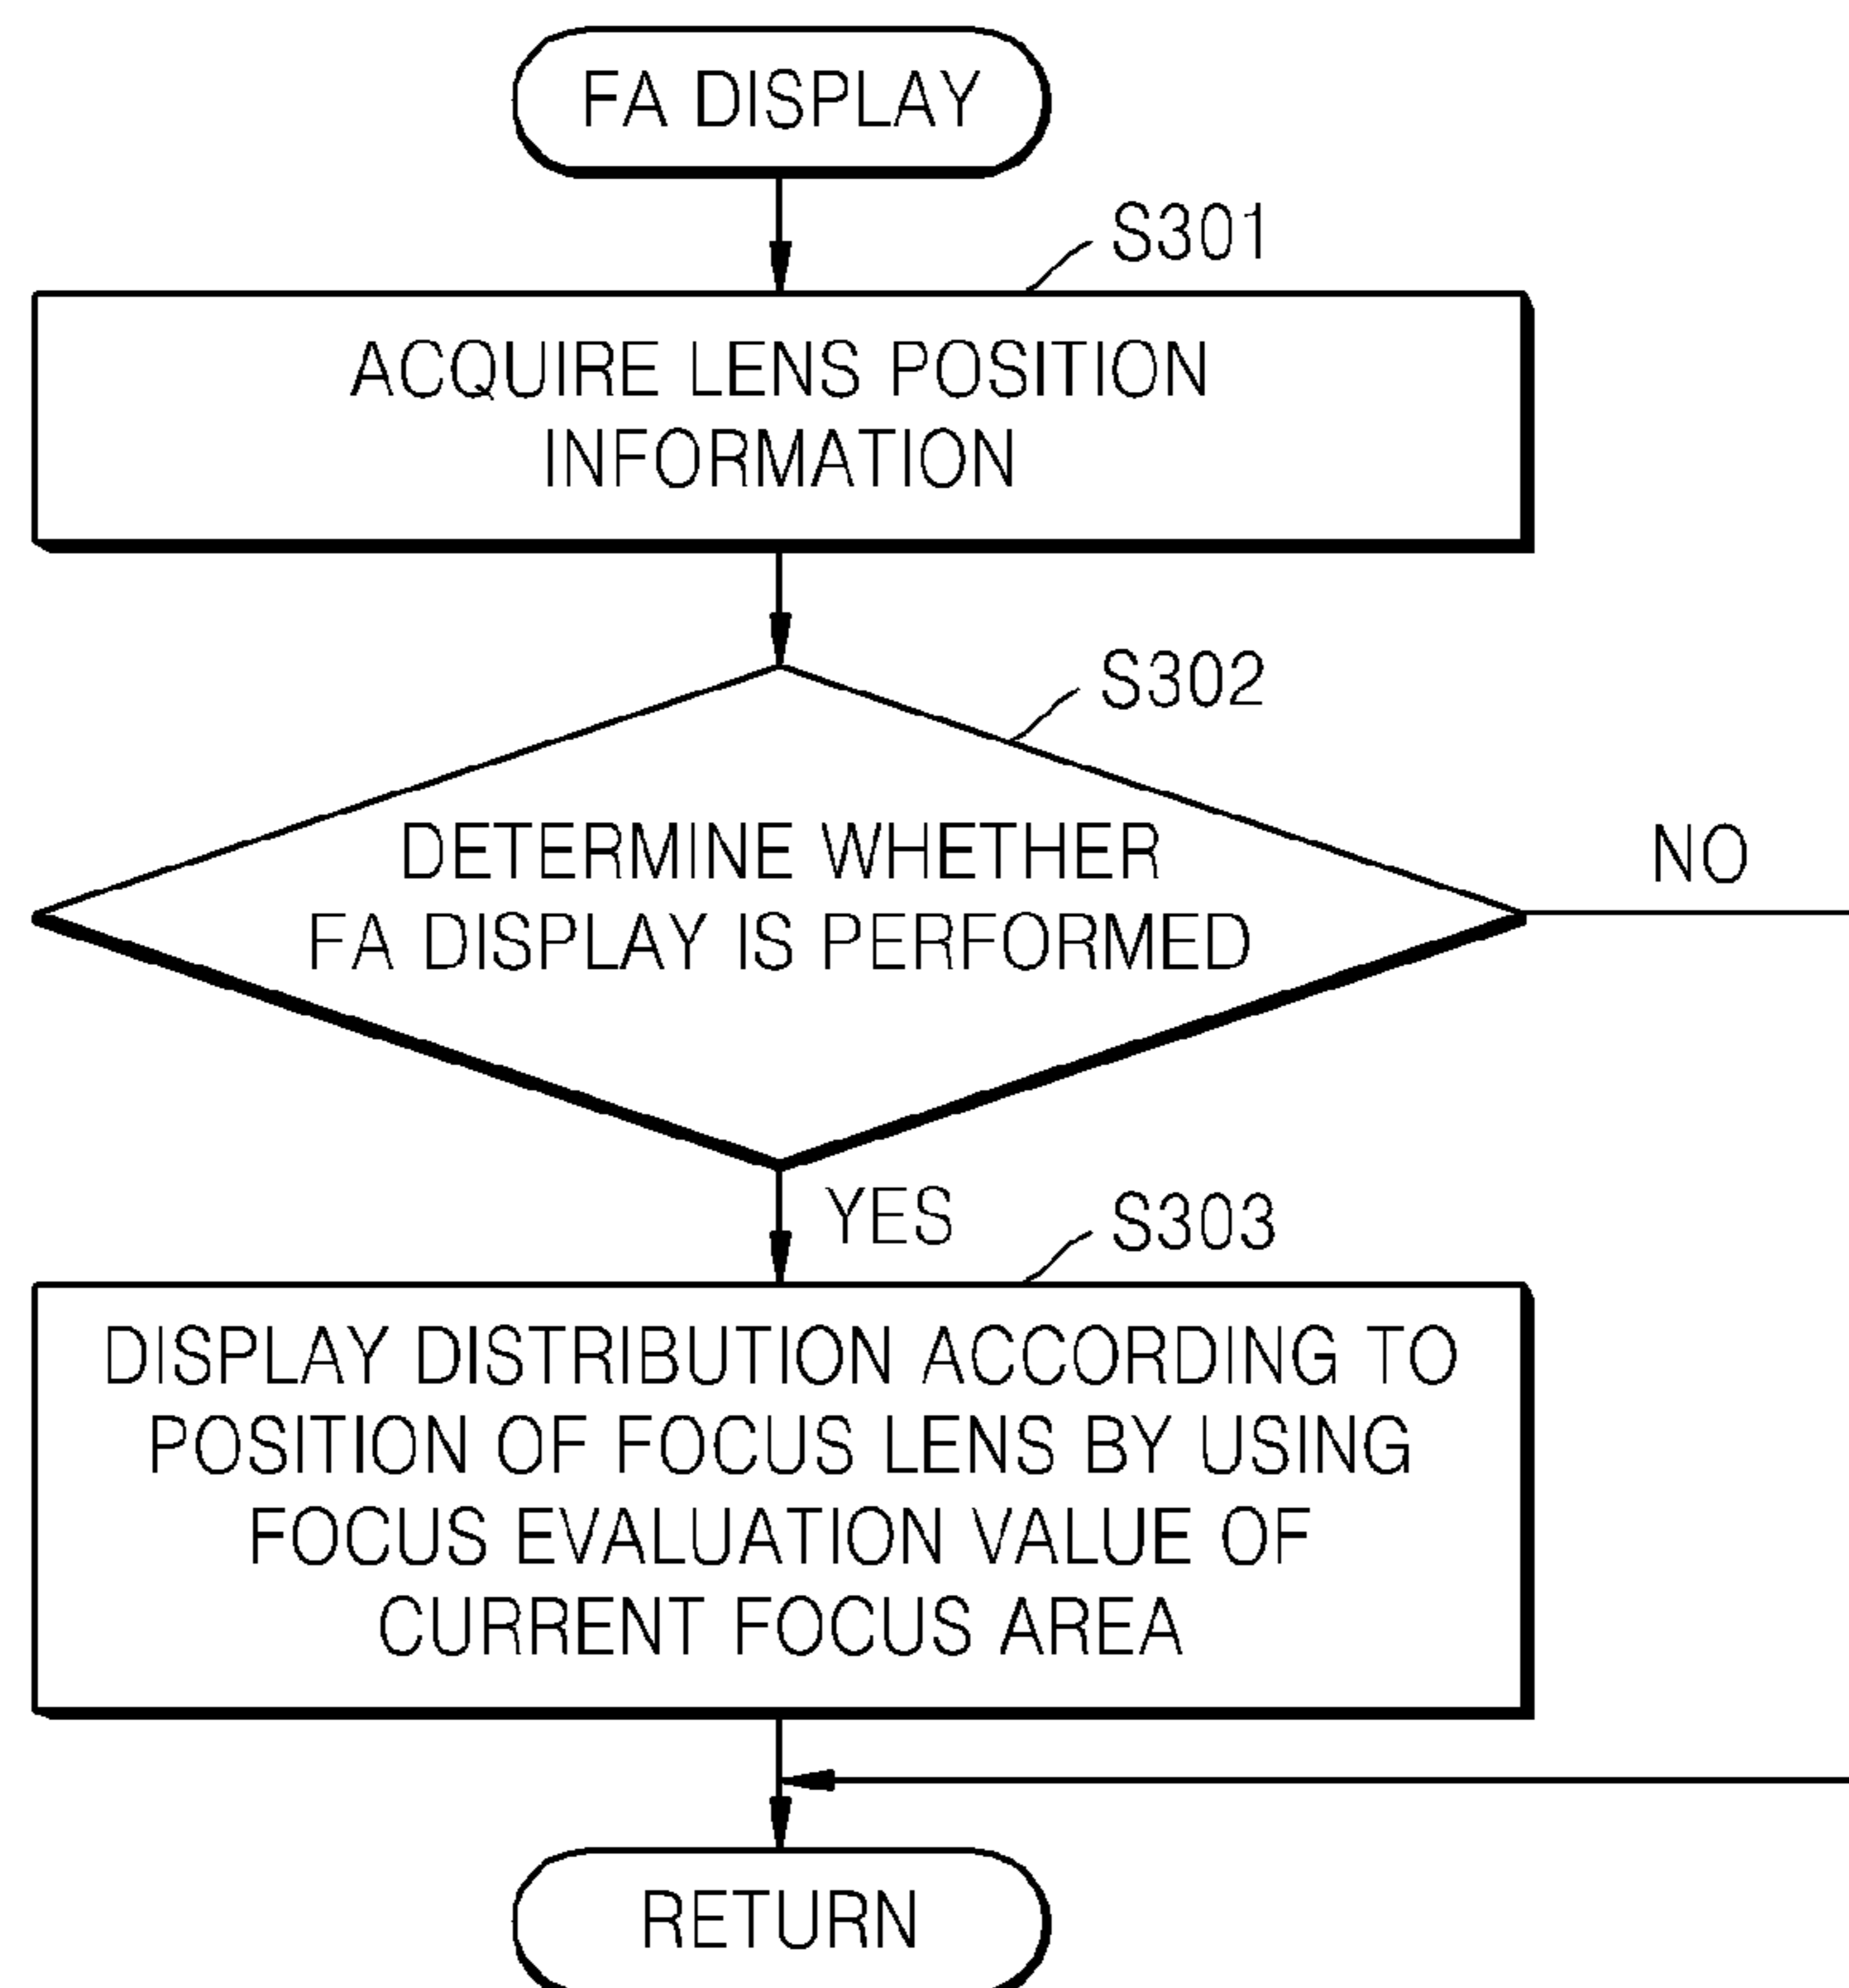 FA DISPLAY
S301
ACQUIRE LENS POSITION
INFORMATION
S302
DETERMINE WHETHER
FA DISPLAY IS PERFORMED
NO
YES
S303
DISPLAY DISTRIBUTION ACCORDING TO
POSITION OF FOCUS LENS BY USING
FOCUS EVALUATION VALUE OF
CURRENT FOCUS AREA
RETURN